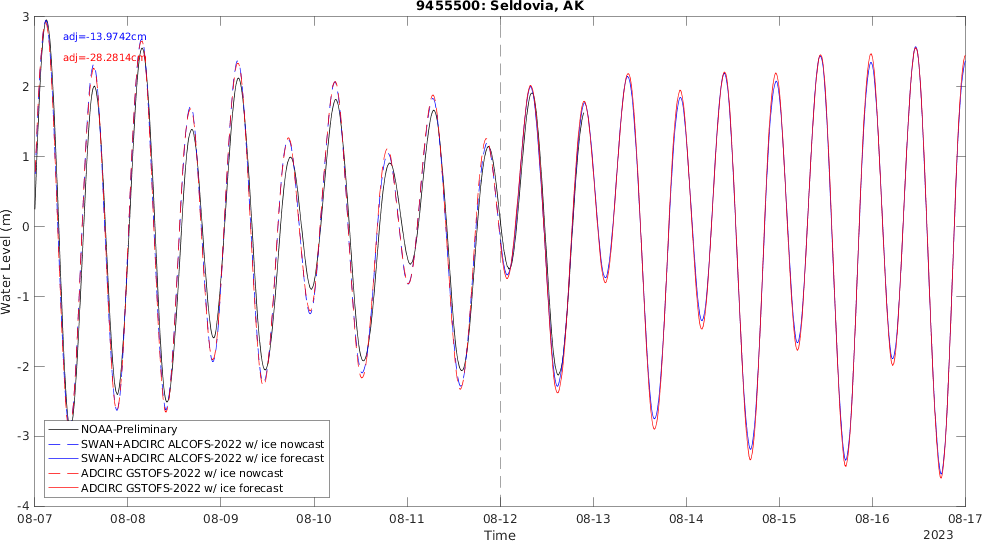 9455500: Seldovia, AK
adj=-13.9742cm
adj=-28.2814cm
3
2
1
0
-1
-2
-3
-4
Water Level (m)
NOAA-Preliminary
SWAN+ADCIRC ALCOFS-2022 w/ ice nowcast
SWAN+ADCIRC ALCOFS-2022 w/ ice forecast
ADCIRC GSTOFS-2022 w/ ice nowcast
ADCIRC GSTOFS-2022 w/ ice forecast
08-07 08-08 08-09 08-10 08-11 08-12 08-13 08-14 08-15 08-16 08-17
Time
2023